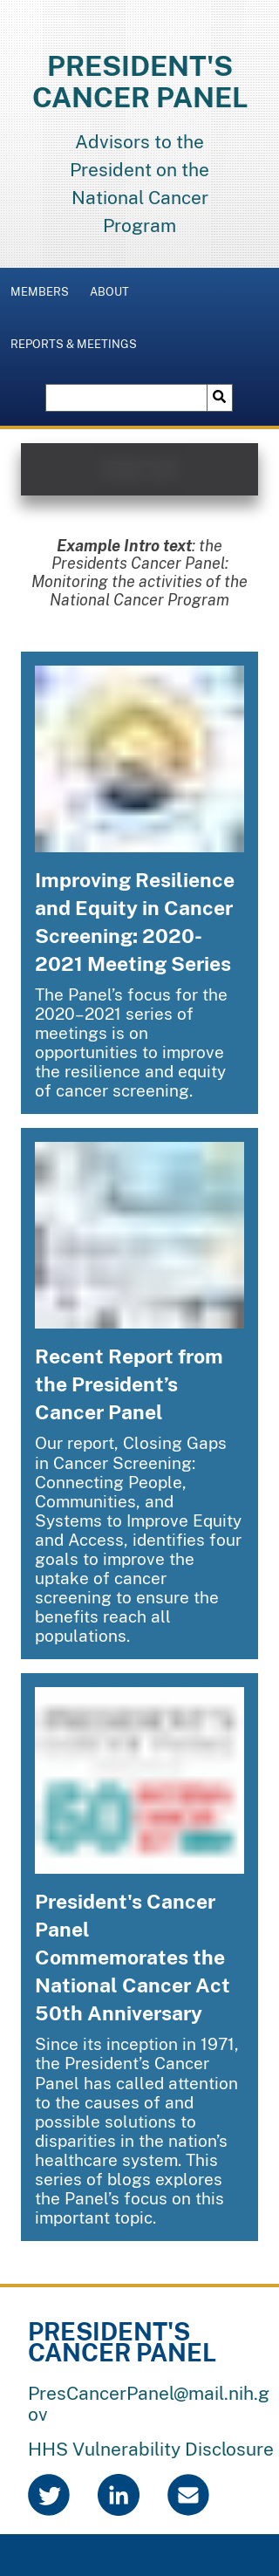 PRESIDENT'S
CANCER PANEL
Advisors to the
President on the
National Cancer
Program
MEMBERS ABOUT
REPORTS & MEETINGS
Example Intro text: the
Presidents Cancer Panel:
Monitoring the activities of the
National Cancer Program
Improving Resilience
and Equity in Cancer
Screening: 2020-
2021 Meeting Series
The Panel’s focus for the
2020–2021 series of
meetings is on
opportunities to improve
the resilience and equity
of cancer screening.
Recent Report from
the President’s
Cancer Panel
Our report, Closing Gaps
in Cancer Screening:
Connecting People,
Communities, and
Systems to Improve Equity
and Access, identifies four
goals to improve the
uptake of cancer
screening to ensure the
benefits reach all
populations.
President's Cancer
Panel
Commemorates the
National Cancer Act
50th Anniversary
Since its inception in 1971,
the President’s Cancer
Panel has called attention
to the causes of and
possible solutions to
disparities in the nation’s
healthcare system. This
series of blogs explores
the Panel’s focus on this
important topic.
PRESIDENT'S
CANCER PANEL
PresCancerPanel@mail.nih.g
ov
HHS Vulnerability Disclosure